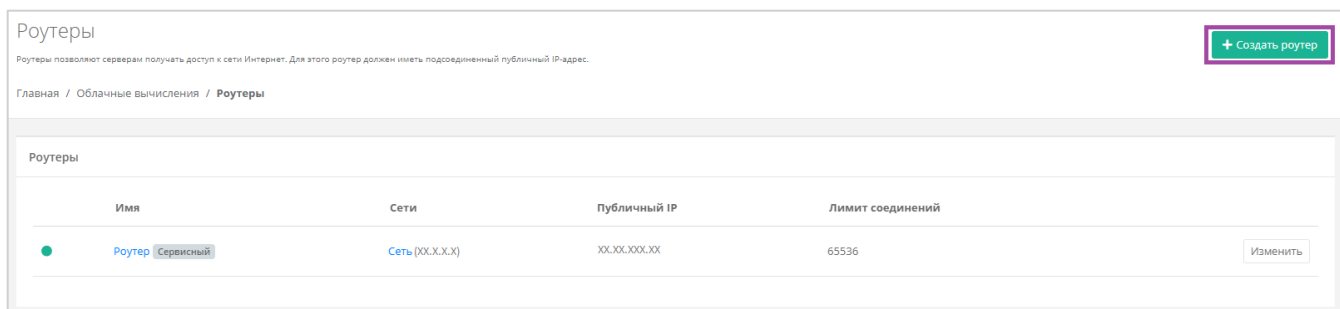 Роутеры
+ Создать роутер
Роутеры позволяют серверам получать доступ к сети Интернет. Для этого роутер должен иметь подсоединенный публичный IP-адрес.
Главная / Облачные вычисления / Роутеры
Роутеры
Имя Сети Публичный IP Лимит соединений
Роутер Сервисный Сеть (XX.X.X.X) XX.XX.XXX.XX 65536 Изменить